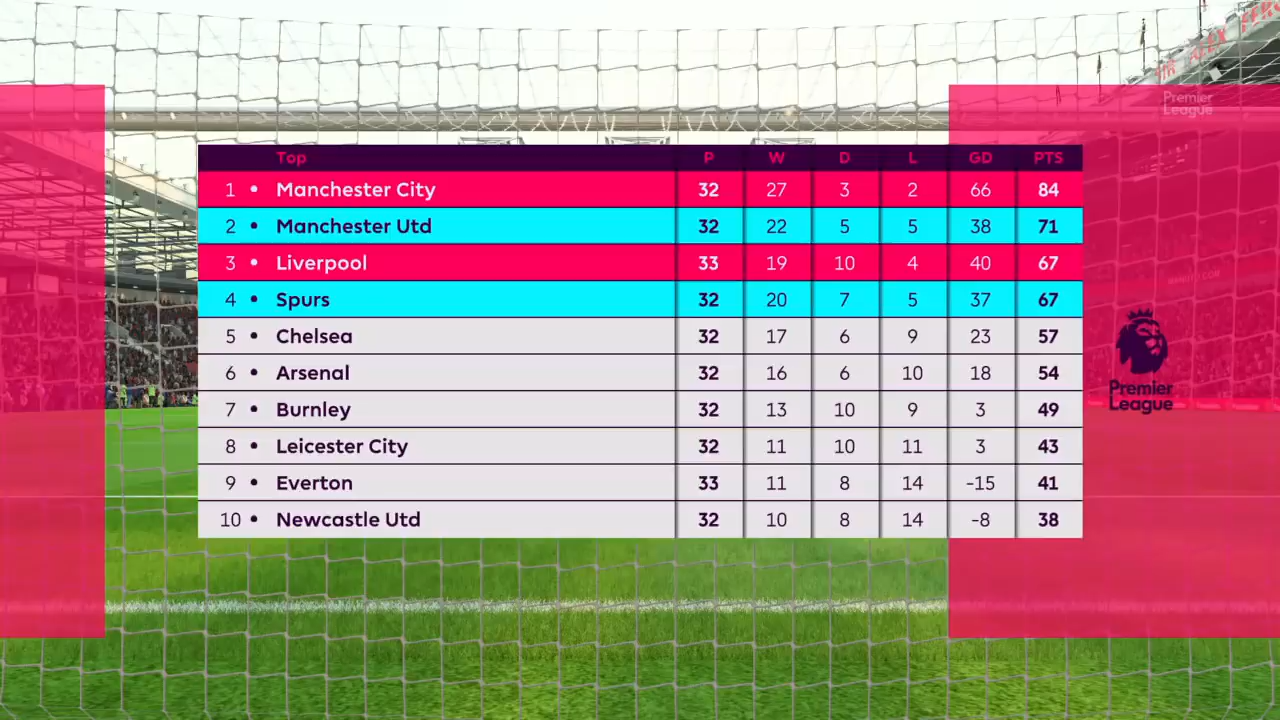 SIR ALEX FERG
Premier
League
Top P W D L GD PTS
1 • Manchester City 32 27 3 2 66 84
2 • Manchester Utd 32 22 5 5 38 71
3 • Liverpool 33 19 10 4 40 67
4 • Spurs 32 20 7 5 37 67
5 • Chelsea 32 17 6 9 23 57
6 • Arsenal 32 16 6 10 18 54
7 • Burnley 32 13 10 9 3 49
8 • Leicester City 32 11 10 11 3 43
9 • Everton 33 11 8 14 -15 41
10 • Newcastle Utd 32 10 8 14 -8 38
Premier
League